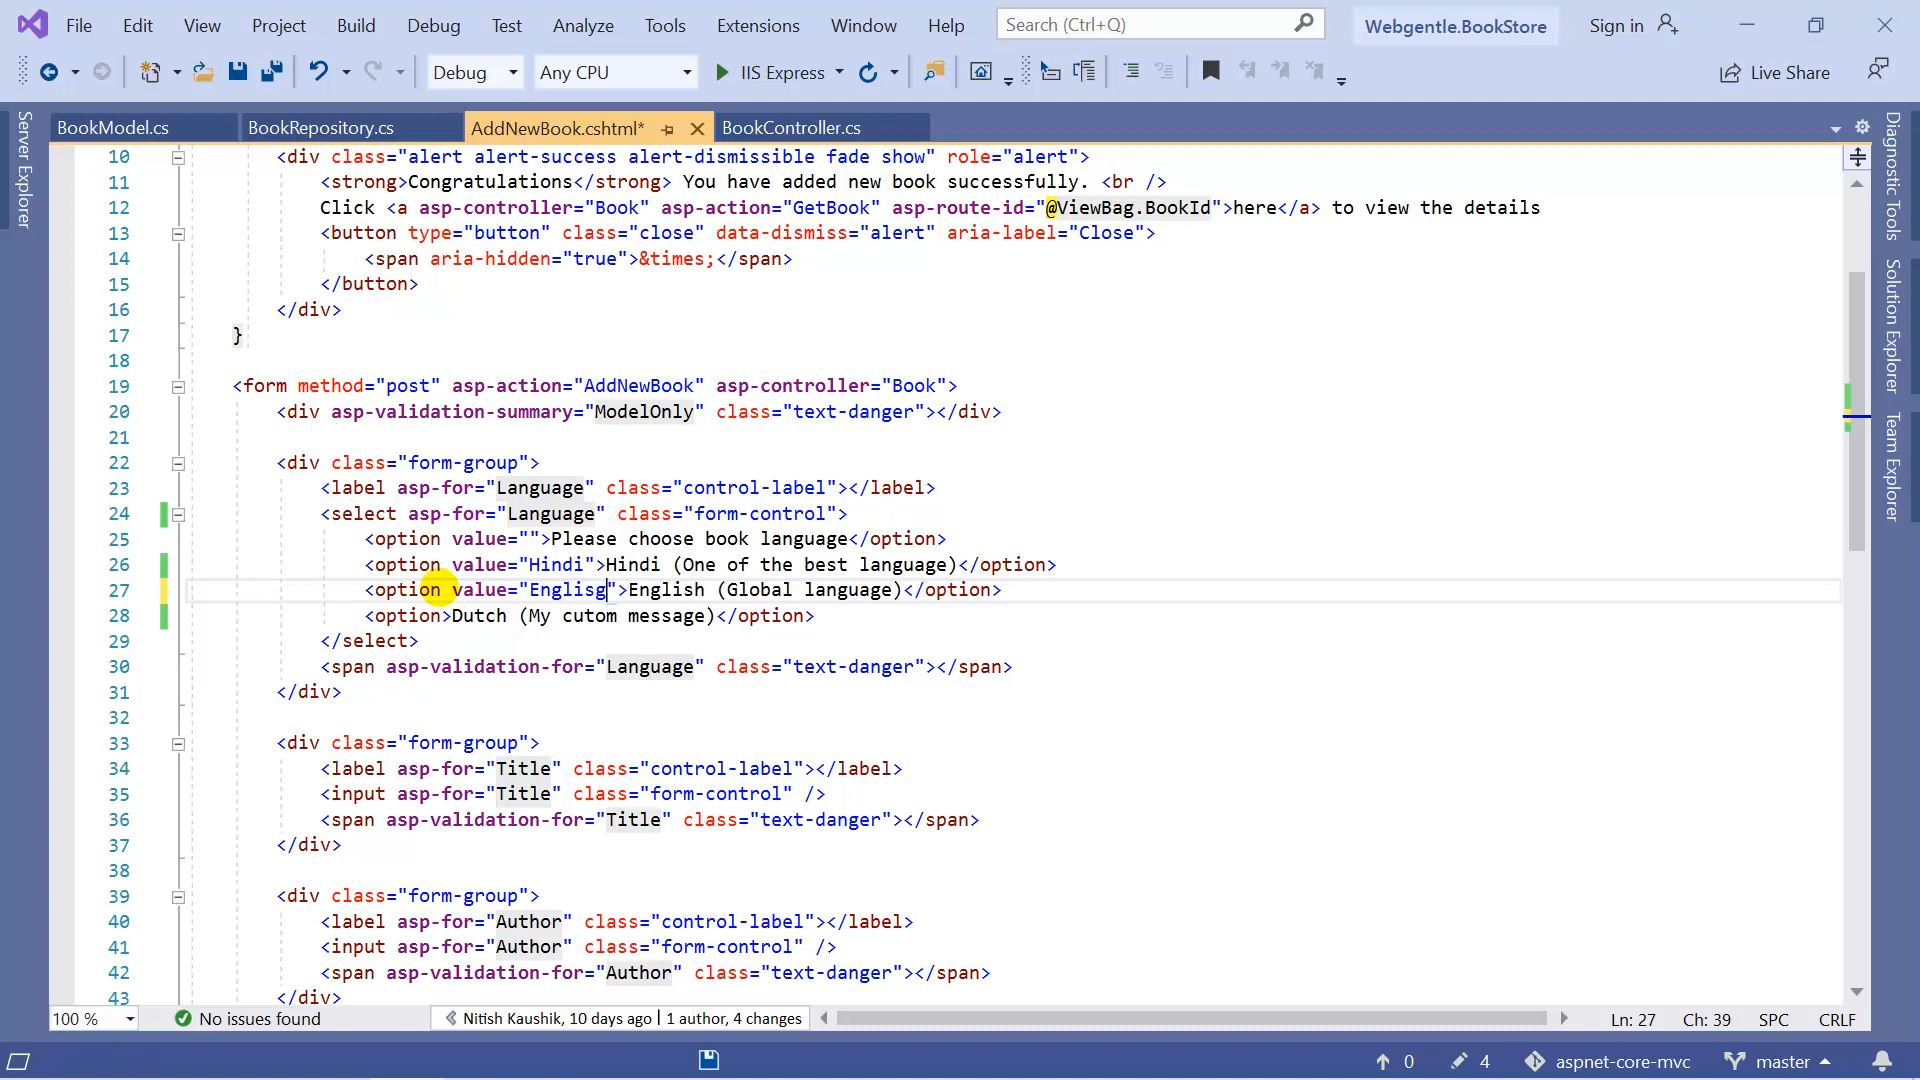 File Edit View Project Build Debug Test Analyze Tools Extensions Window Help Search (Ctrl+Q) Webgentle.BookStore Sign in
Debug Any CPU IIS Express Live Share
BookModel.cs BookRepository.cs AddNewBook.cshtml* BookController.cs
Server Explorer
Diagnostic Tools
Solution Explorer
Team Explorer
10 <div class="alert alert-success alert-dismissible fade show" role="alert">
11 <strong>Congratulations</strong> You have added new book successfully. <br />
12 Click <a asp-controller="Book" asp-action="GetBook" asp-route-id="@ViewBag.BookId">here</a> to view the details
13 <button type="button" class="close" data-dismiss="alert" aria-label="Close">
14 <span aria-hidden="true">&times;</span>
15 </button>
16 </div>
17 }
18
19 <form method="post" asp-action="AddNewBook" asp-controller="Book">
20 <div asp-validation-summary="ModelOnly" class="text-danger"></div>
21
22 <div class="form-group">
23 <label asp-for="Language" class="control-label"></label>
24 <select asp-for="Language" class="form-control">
25 <option value="">Please choose book language</option>
26 <option value="Hindi">Hindi (One of the best language)</option>
27 <option value="Englisg">English (Global language)</option>
28 <option>Dutch (My cutom message)</option>
29 </select>
30 <span asp-validation-for="Language" class="text-danger"></span>
31 </div>
32
33 <div class="form-group">
34 <label asp-for="Title" class="control-label"></label>
35 <input asp-for="Title" class="form-control" />
36 <span asp-validation-for="Title" class="text-danger"></span>
37 </div>
38
39 <div class="form-group">
40 <label asp-for="Author" class="control-label"></label>
41 <input asp-for="Author" class="form-control" />
42 <span asp-validation-for="Author" class="text-danger"></span>
43 </div>
100 % No issues found Nitish Kaushik, 10 days ago | 1 author, 4 changes Ln: 27 Ch: 39 SPC CRLF
0 4 aspnet-core-mvc master